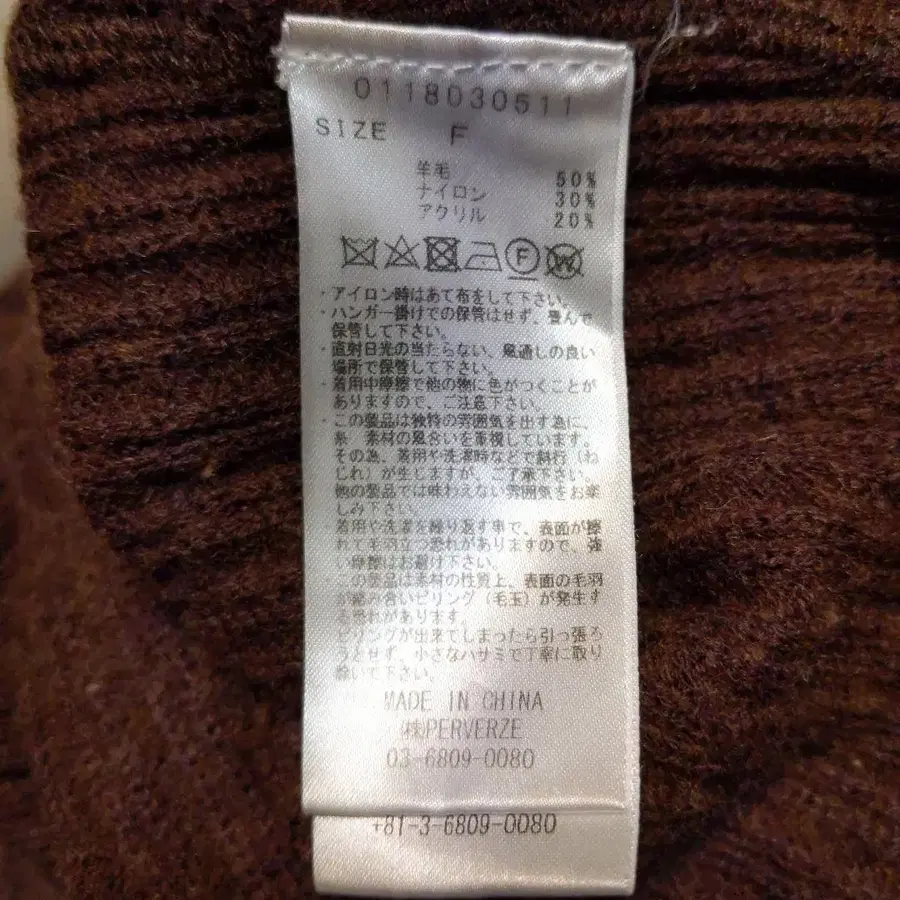 0118030511
SIZE F
羊毛 50%
ナイロン 30%
アクリル 20%
F
W
・アイロン時はあて布をして下さい。
・ハンガー掛けでの保管はせず、畳んで
保管して下さい。
・直射日光の当たらない、風通しの良い
場所で保管して下さい。
・着用中摩擦で他の物に色がつくことが
ありますので、ご注意下さい。
・この製品は独特の雰囲気を出す為に、
糸 素材の風合いを重視しています。
その為、着用や洗濯時などで斜行（ね
じれ）が生じますが、ご了承下さい。
他の製品では味わえない雰囲気をお楽
しみ下さい。
・着用や洗濯を繰り返す事で、表面が擦
れて毛羽立つ恐れがありますので、強
い摩擦はお避け下さい。
この製品は素材の性質上、表面の毛羽
が絡み合いピリング（毛玉）が発生す
る恐れがあります。
ピリングが出来てしまったら引っ張ろ
うとせず、小さなハサミで丁寧に取り
除いて下さい。
MADE IN CHINA
㈱PERVERZE
03-6809-0080
+81-3-6809-0080